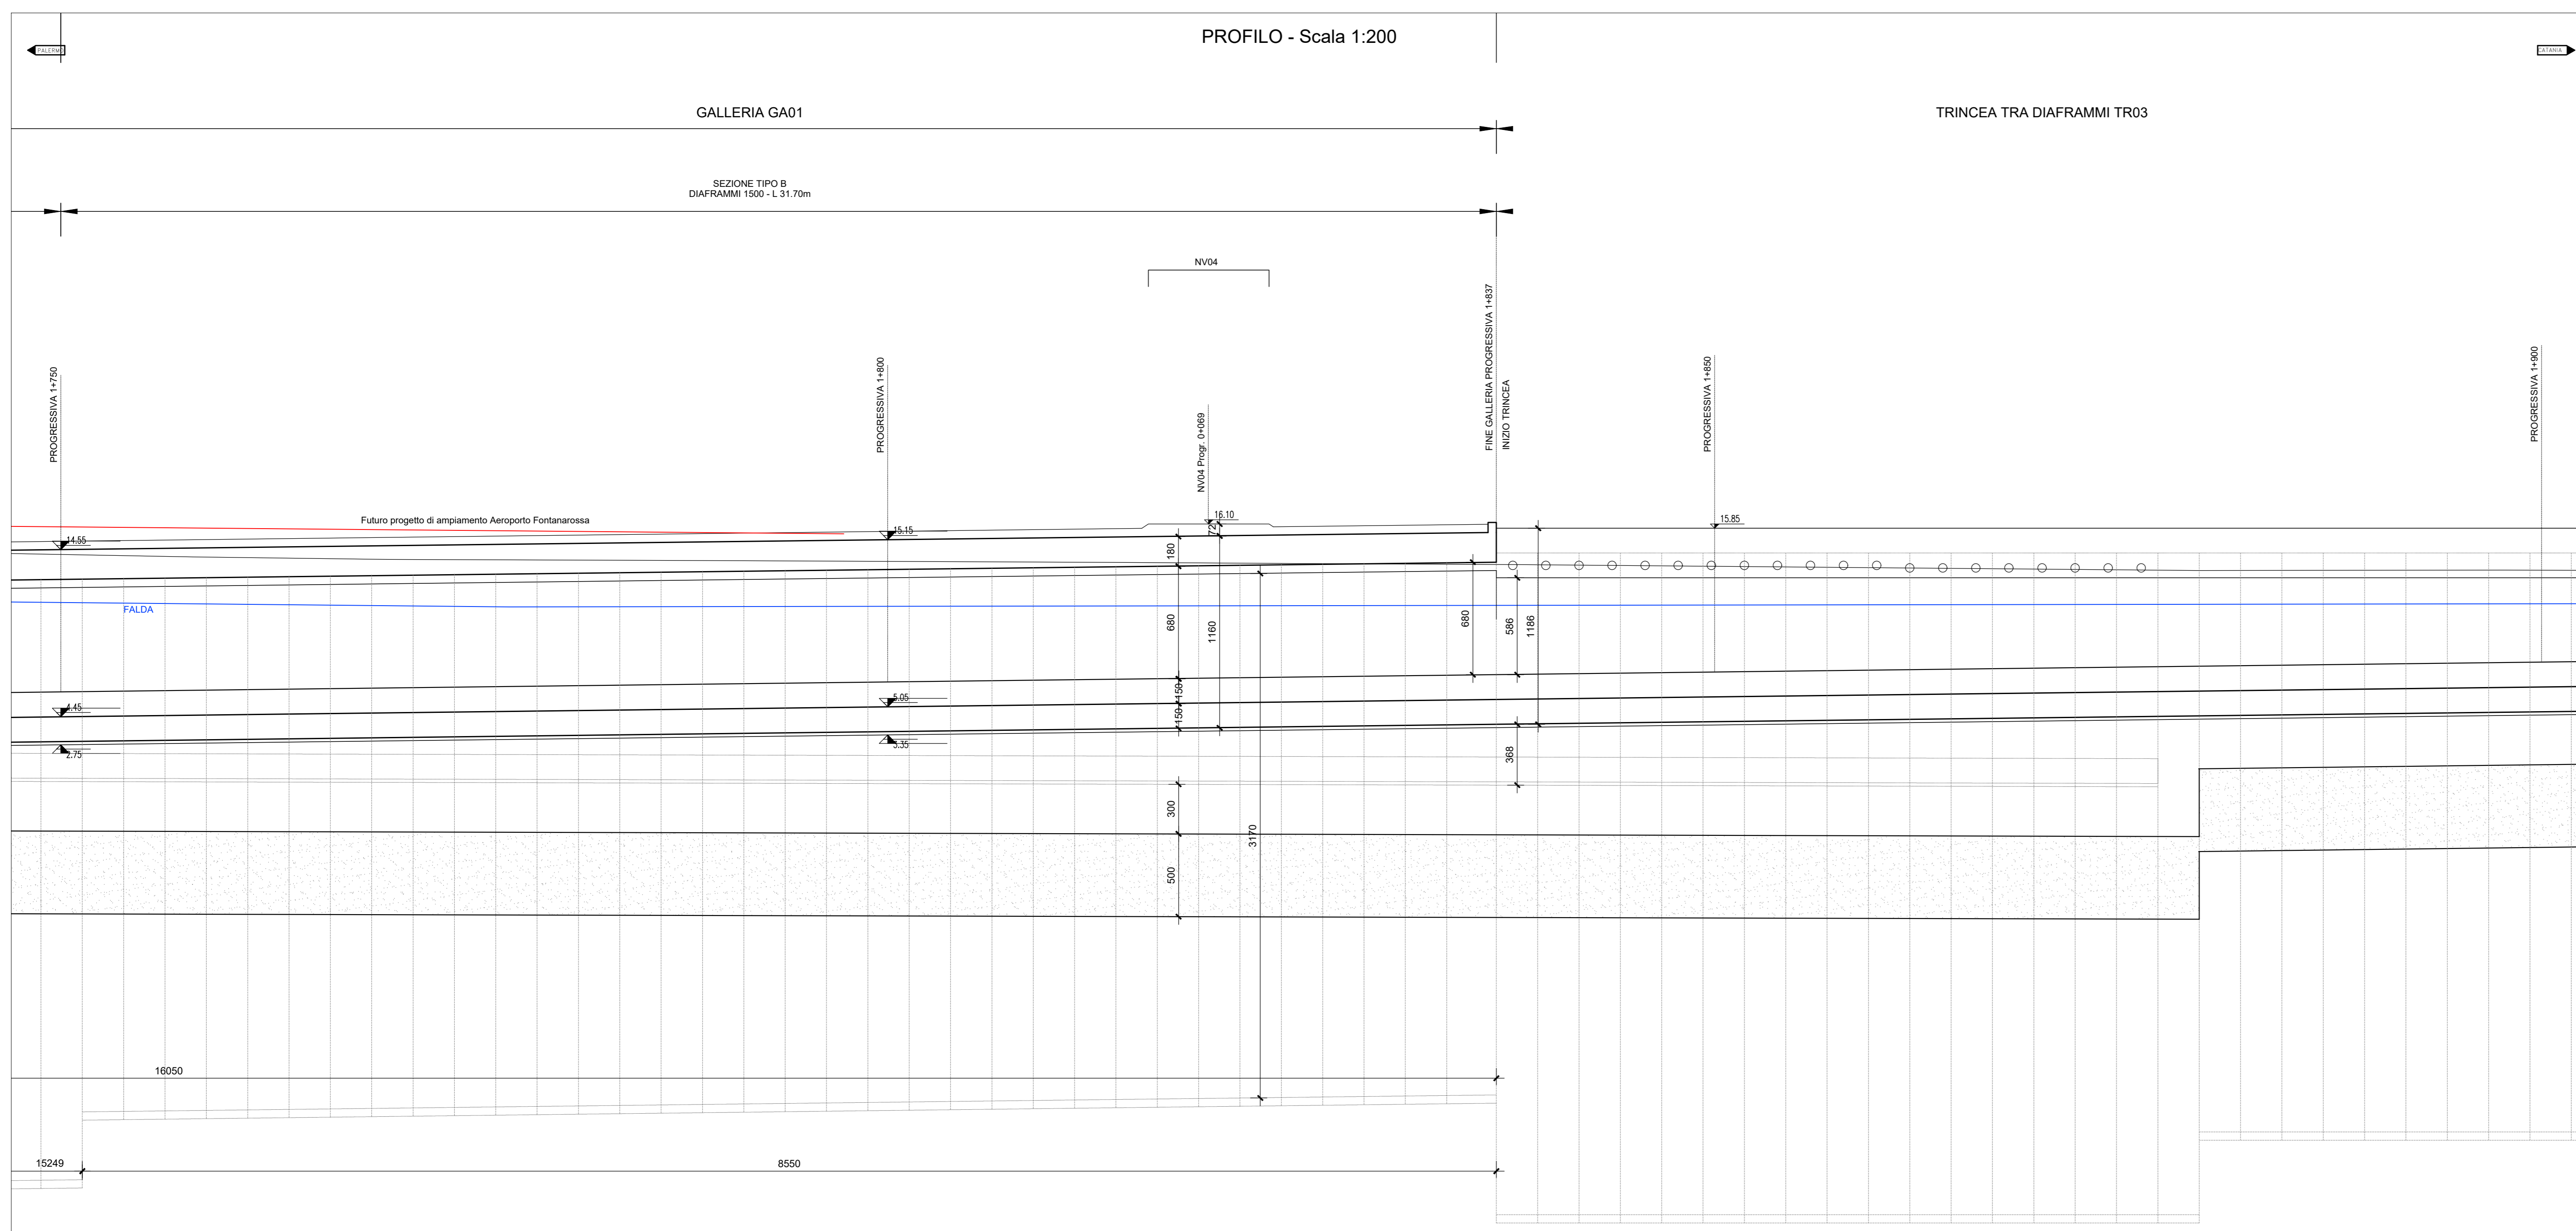 PROFILO - Scala 1:200
PALERMO
CATANIA
GALLERIA GA01
TRINCEA TRA DIAFRAMMI TR03
SEZIONE TIPO B
DIAFRAMMI 1500 - L 31.70m
NV04
PROGRESSIVA 1+750
PROGRESSIVA 1+800
NV04 Progr. 0+069
FINE GALLERIA PROGRESSIVA 1+837
INIZIO TRINCEA
PROGRESSIVA 1+850
PROGRESSIVA 1+900
Futuro progetto di ampiamento Aeroporto Fontanarossa
14.55
15.15
16.10
15.85
72
180
FALDA
680
1160
680
586
1186
4.45
5.05
150
150
2.75
3.35
368
300
3170
500
16050
15249
8550